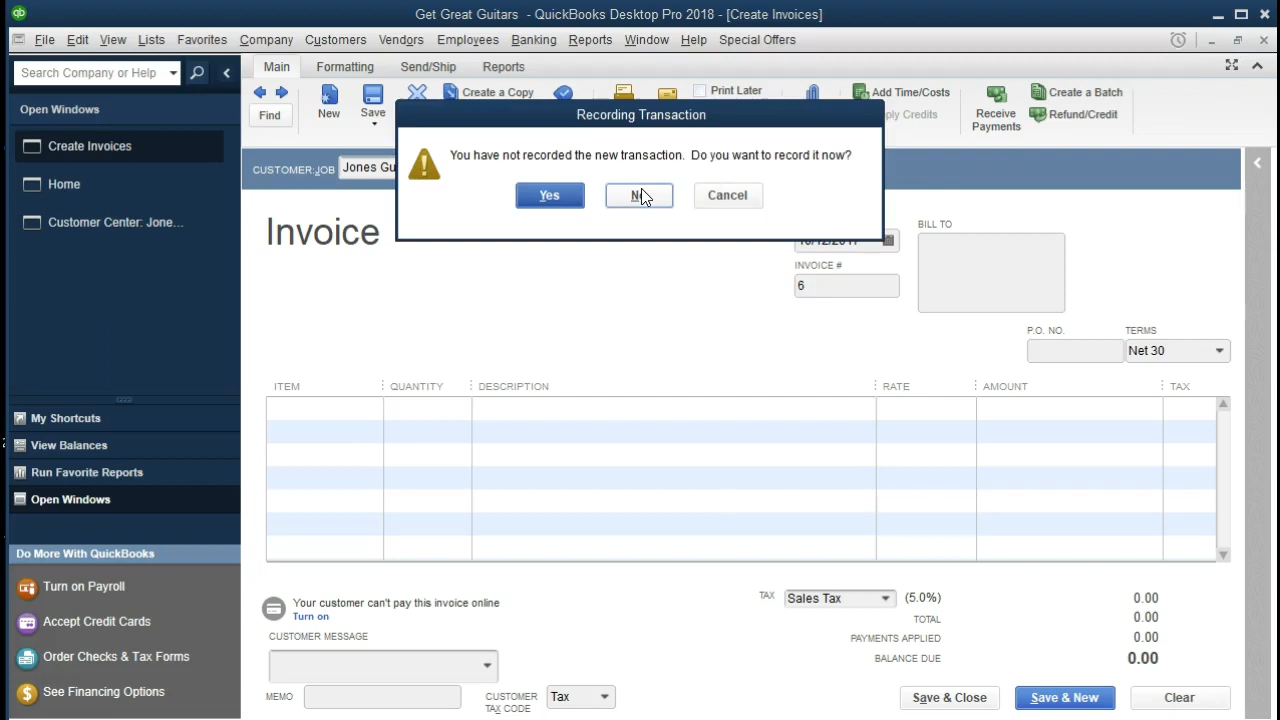 Get Great Guitars - QuickBooks Desktop Pro 2018 - [Create Invoices]
File Edit View Lists Favorites Company Customers Vendors Employees Banking Reports Window Help Special Offers
Search Company or Help
Main Formatting Send/Ship Reports
Find
New
Save
Create a Copy
Print Later
Add Time/Costs
Receive Payments
Create a Batch
Refund/Credit
Credits
Open Windows
Create Invoices
Home
Customer Center: Jone...
My Shortcuts
View Balances
Run Favorite Reports
Open Windows
Do More With QuickBooks
Turn on Payroll
Accept Credit Cards
Order Checks & Tax Forms
See Financing Options
Recording Transaction
You have not recorded the new transaction. Do you want to record it now?
Yes
Cancel
CUSTOMER:JOB Jones Gu
Invoice
BILL TO
INVOICE #
6
P.O. NO. TERMS
Net 30
ITEM QUANTITY DESCRIPTION RATE AMOUNT TAX
Your customer can't pay this invoice online
Turn on
CUSTOMER MESSAGE
MEMO
CUSTOMER TAX CODE Tax
TAX Sales Tax (5.0%) 0.00
TOTAL 0.00
PAYMENTS APPLIED 0.00
BALANCE DUE 0.00
Save & Close Save & New Clear